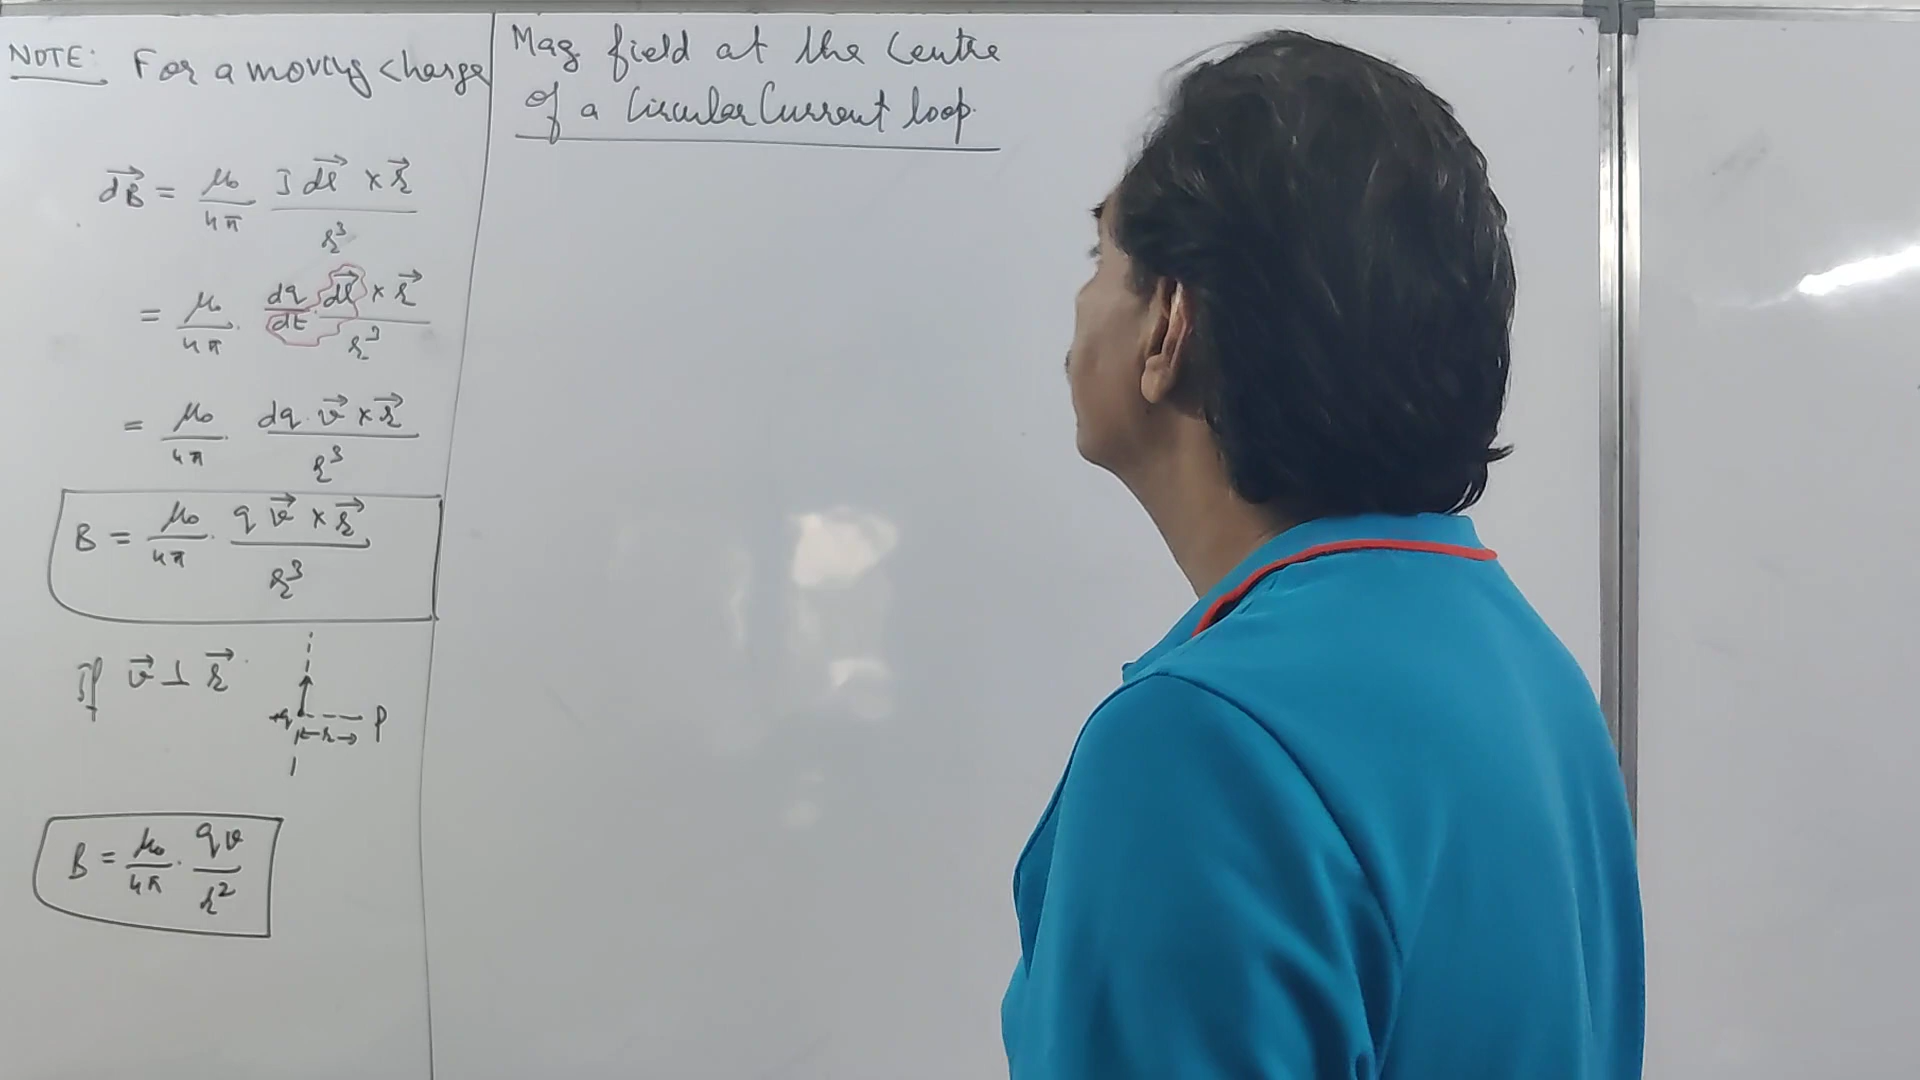 NOTE: For a moving charge
dB⃗ = μ₀/4π I dl⃗ × r⃗ / r³
= μ₀/4π . dq/dt . dl⃗ × r⃗ / r³
= μ₀/4π . dq . v⃗ × r⃗ / r³
B = μ₀/4π . q v⃗ × r⃗ / r³
If v⃗ ⊥ r⃗
+q P
r
B = μ₀/4π . qv / r²
Mag field at the Centre
of a Circular Current loop.